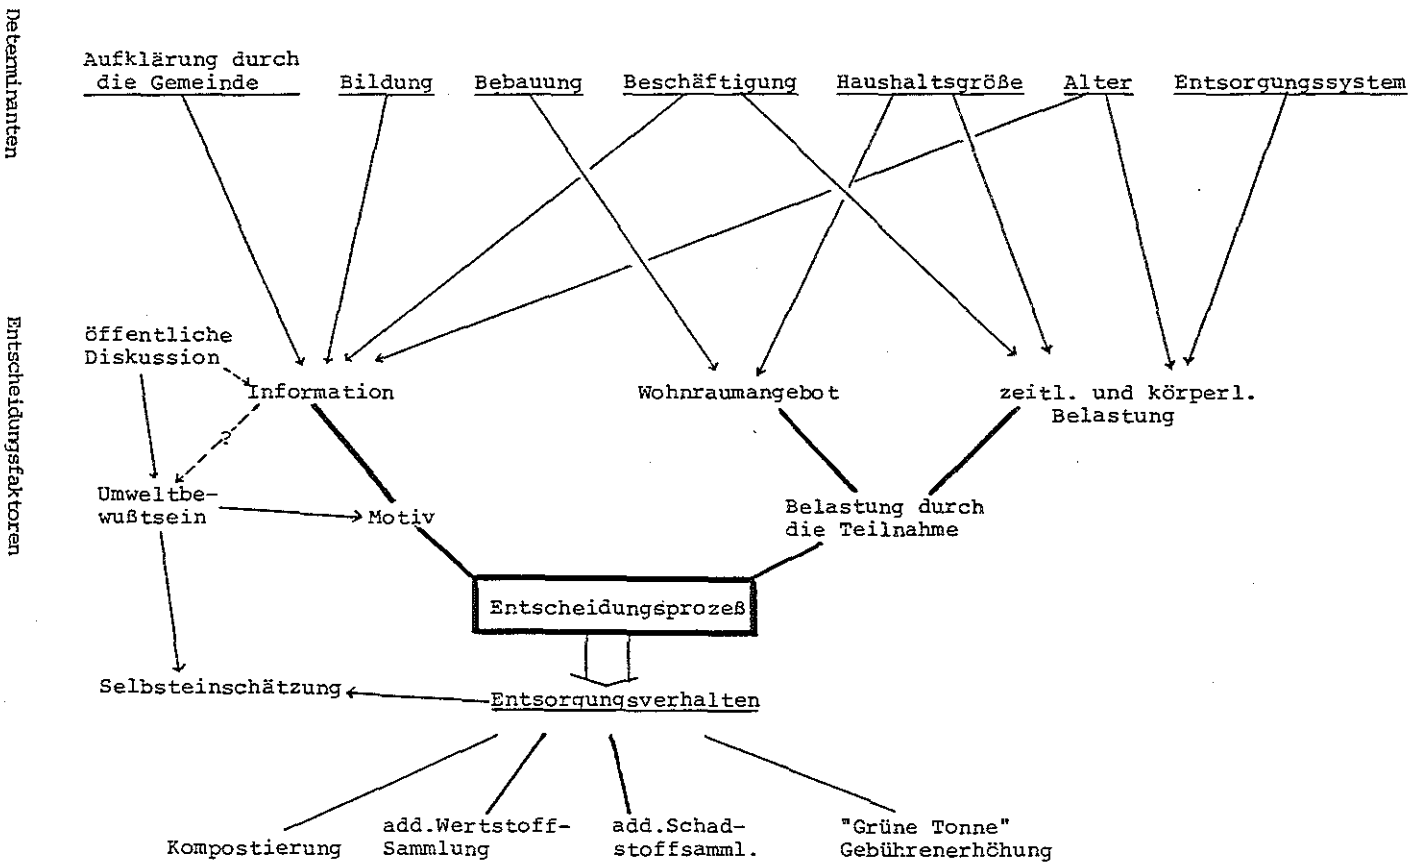 Determinanten
Aufklärung durch
die Gemeinde
Bildung
Bebauung
Beschäftigung
Haushaltsgröße
Alter
Entsorgungssystem
Entscheidungsfaktoren
öffentliche
Diskussion
Information
Wohnraumangebot
zeitl. und körperl.
Belastung
?
Umweltbe-
wußtsein
Motiv
Belastung durch
die Teilnahme
Entscheidungsprozeß
Selbsteinschätzung
Entsorgungsverhalten
Kompostierung
add.Wertstoff-
Sammlung
add.Schad-
stoffsamml.
"Grüne Tonne"
Gebührenerhöhung